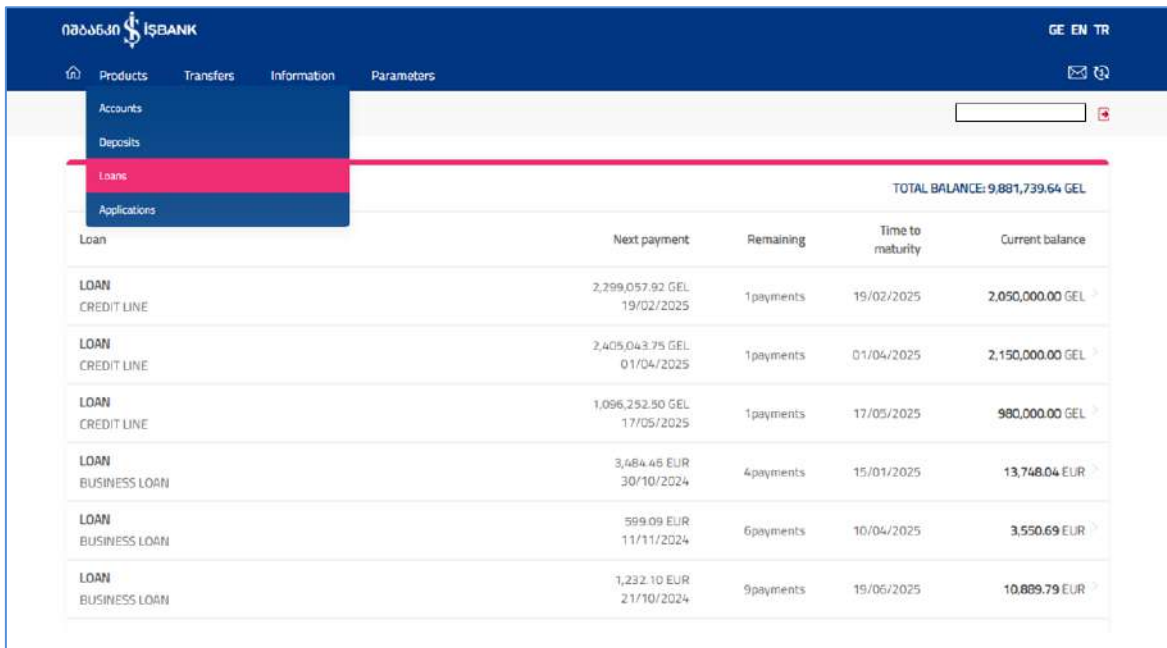 იშბანკი İŞBANK
GE EN TR
Products Transfers Information Parameters
Accounts
Deposits
Loans
Applications
TOTAL BALANCE: 9,881,739.64 GEL
Loan Next payment Remaining Time to maturity Current balance
LOAN
CREDIT LINE
2,299,057.92 GEL
19/02/2025
1payments
19/02/2025
2,050,000.00 GEL
LOAN
CREDIT LINE
2,405,043.75 GEL
01/04/2025
1payments
01/04/2025
2,150,000.00 GEL
LOAN
CREDIT LINE
1,096,252.50 GEL
17/05/2025
1payments
17/05/2025
980,000.00 GEL
LOAN
BUSINESS LOAN
3,484.46 EUR
30/10/2024
4payments
15/01/2025
13,748.04 EUR
LOAN
BUSINESS LOAN
599.09 EUR
11/11/2024
6payments
10/04/2025
3,550.69 EUR
LOAN
BUSINESS LOAN
1,232.10 EUR
21/10/2024
9payments
19/06/2025
10,889.79 EUR